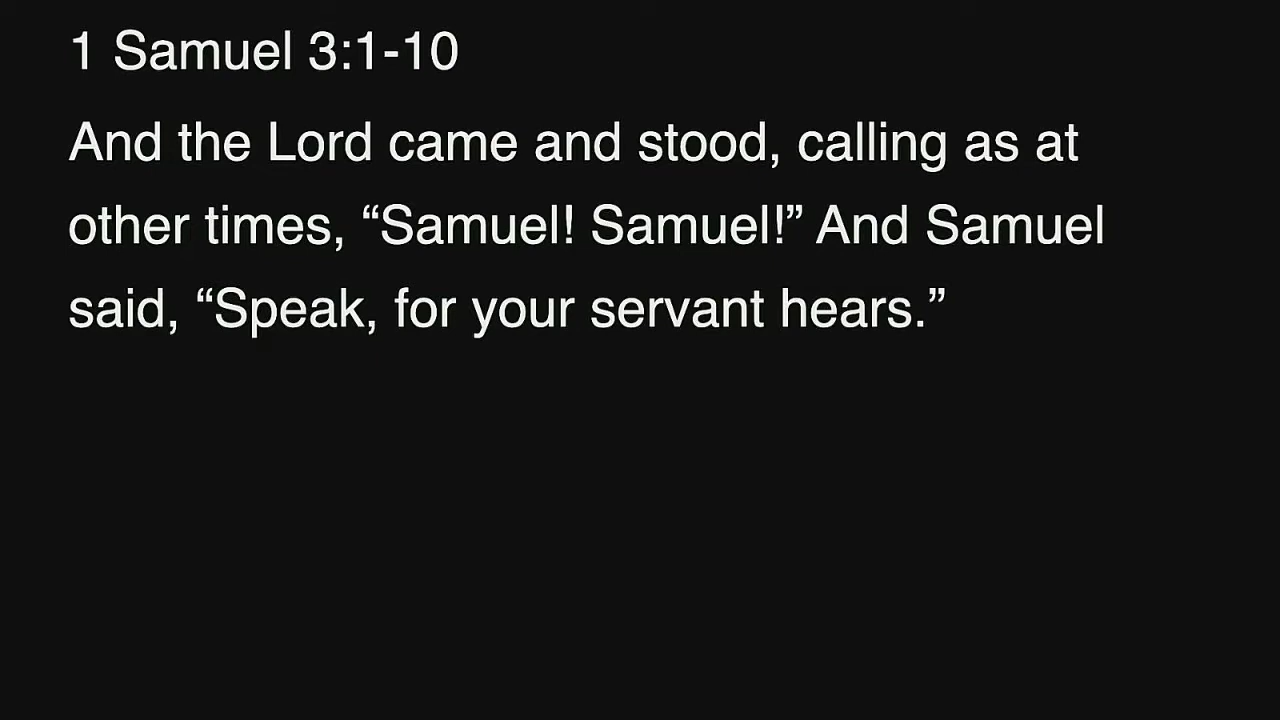 1 Samuel 3:1-10
And the Lord came and stood, calling as at
other times, “Samuel! Samuel!” And Samuel
said, “Speak, for your servant hears.”